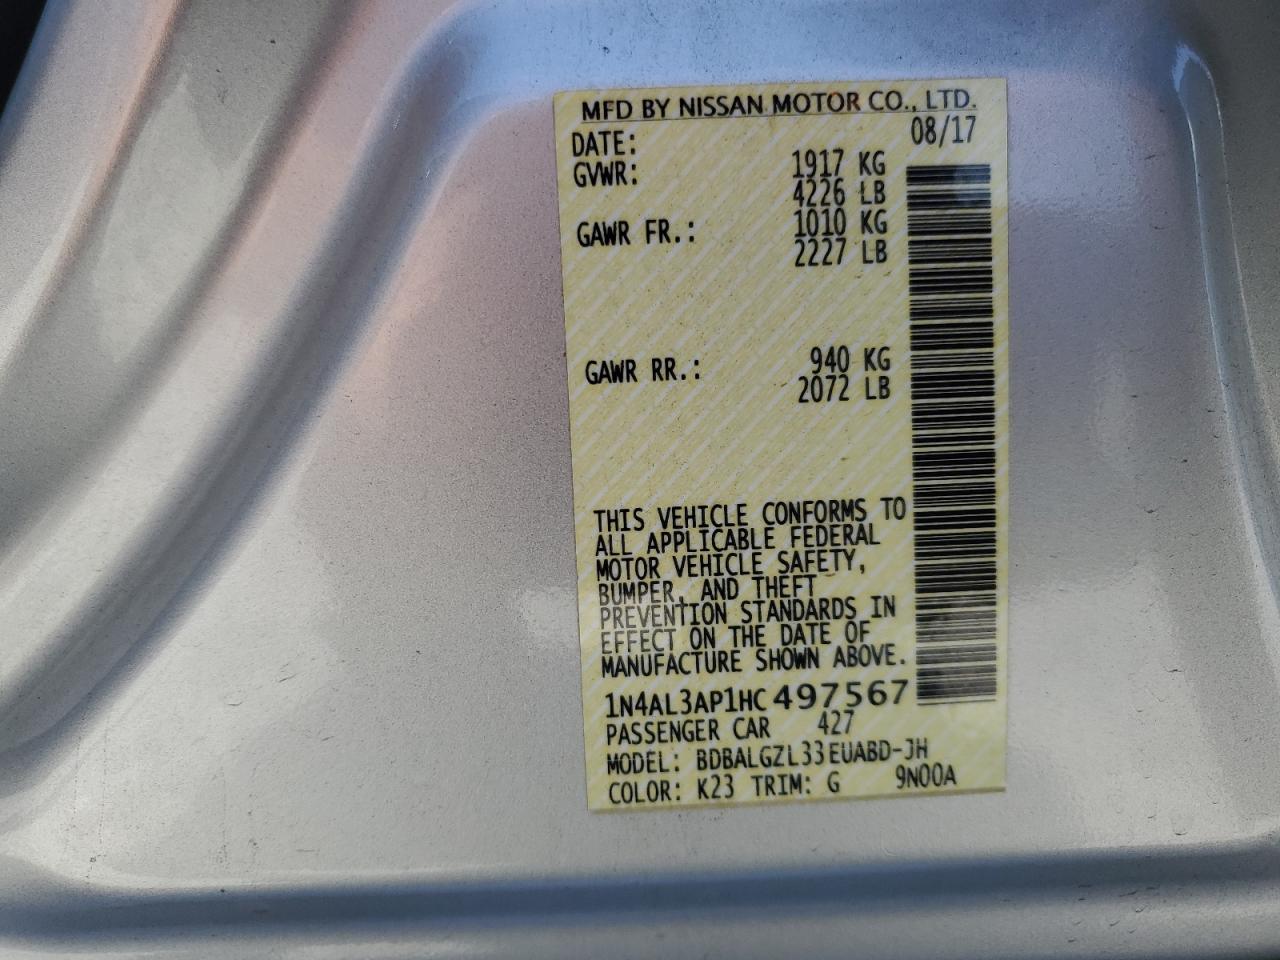 MFD BY NISSAN MOTOR CO., LTD.
DATE: 08/17
GVWR: 1917 KG
4226 LB
GAWR FR.: 1010 KG
2227 LB
GAWR RR.: 940 KG
2072 LB
THIS VEHICLE CONFORMS TO
ALL APPLICABLE FEDERAL
MOTOR VEHICLE SAFETY,
BUMPER, AND THEFT
PREVENTION STANDARDS IN
EFFECT ON THE DATE OF
MANUFACTURE SHOWN ABOVE.
1N4AL3AP1HC497567
PASSENGER CAR 427
MODEL: BDBALGZL33EUABD-JH
COLOR: K23 TRIM: G 9N00A